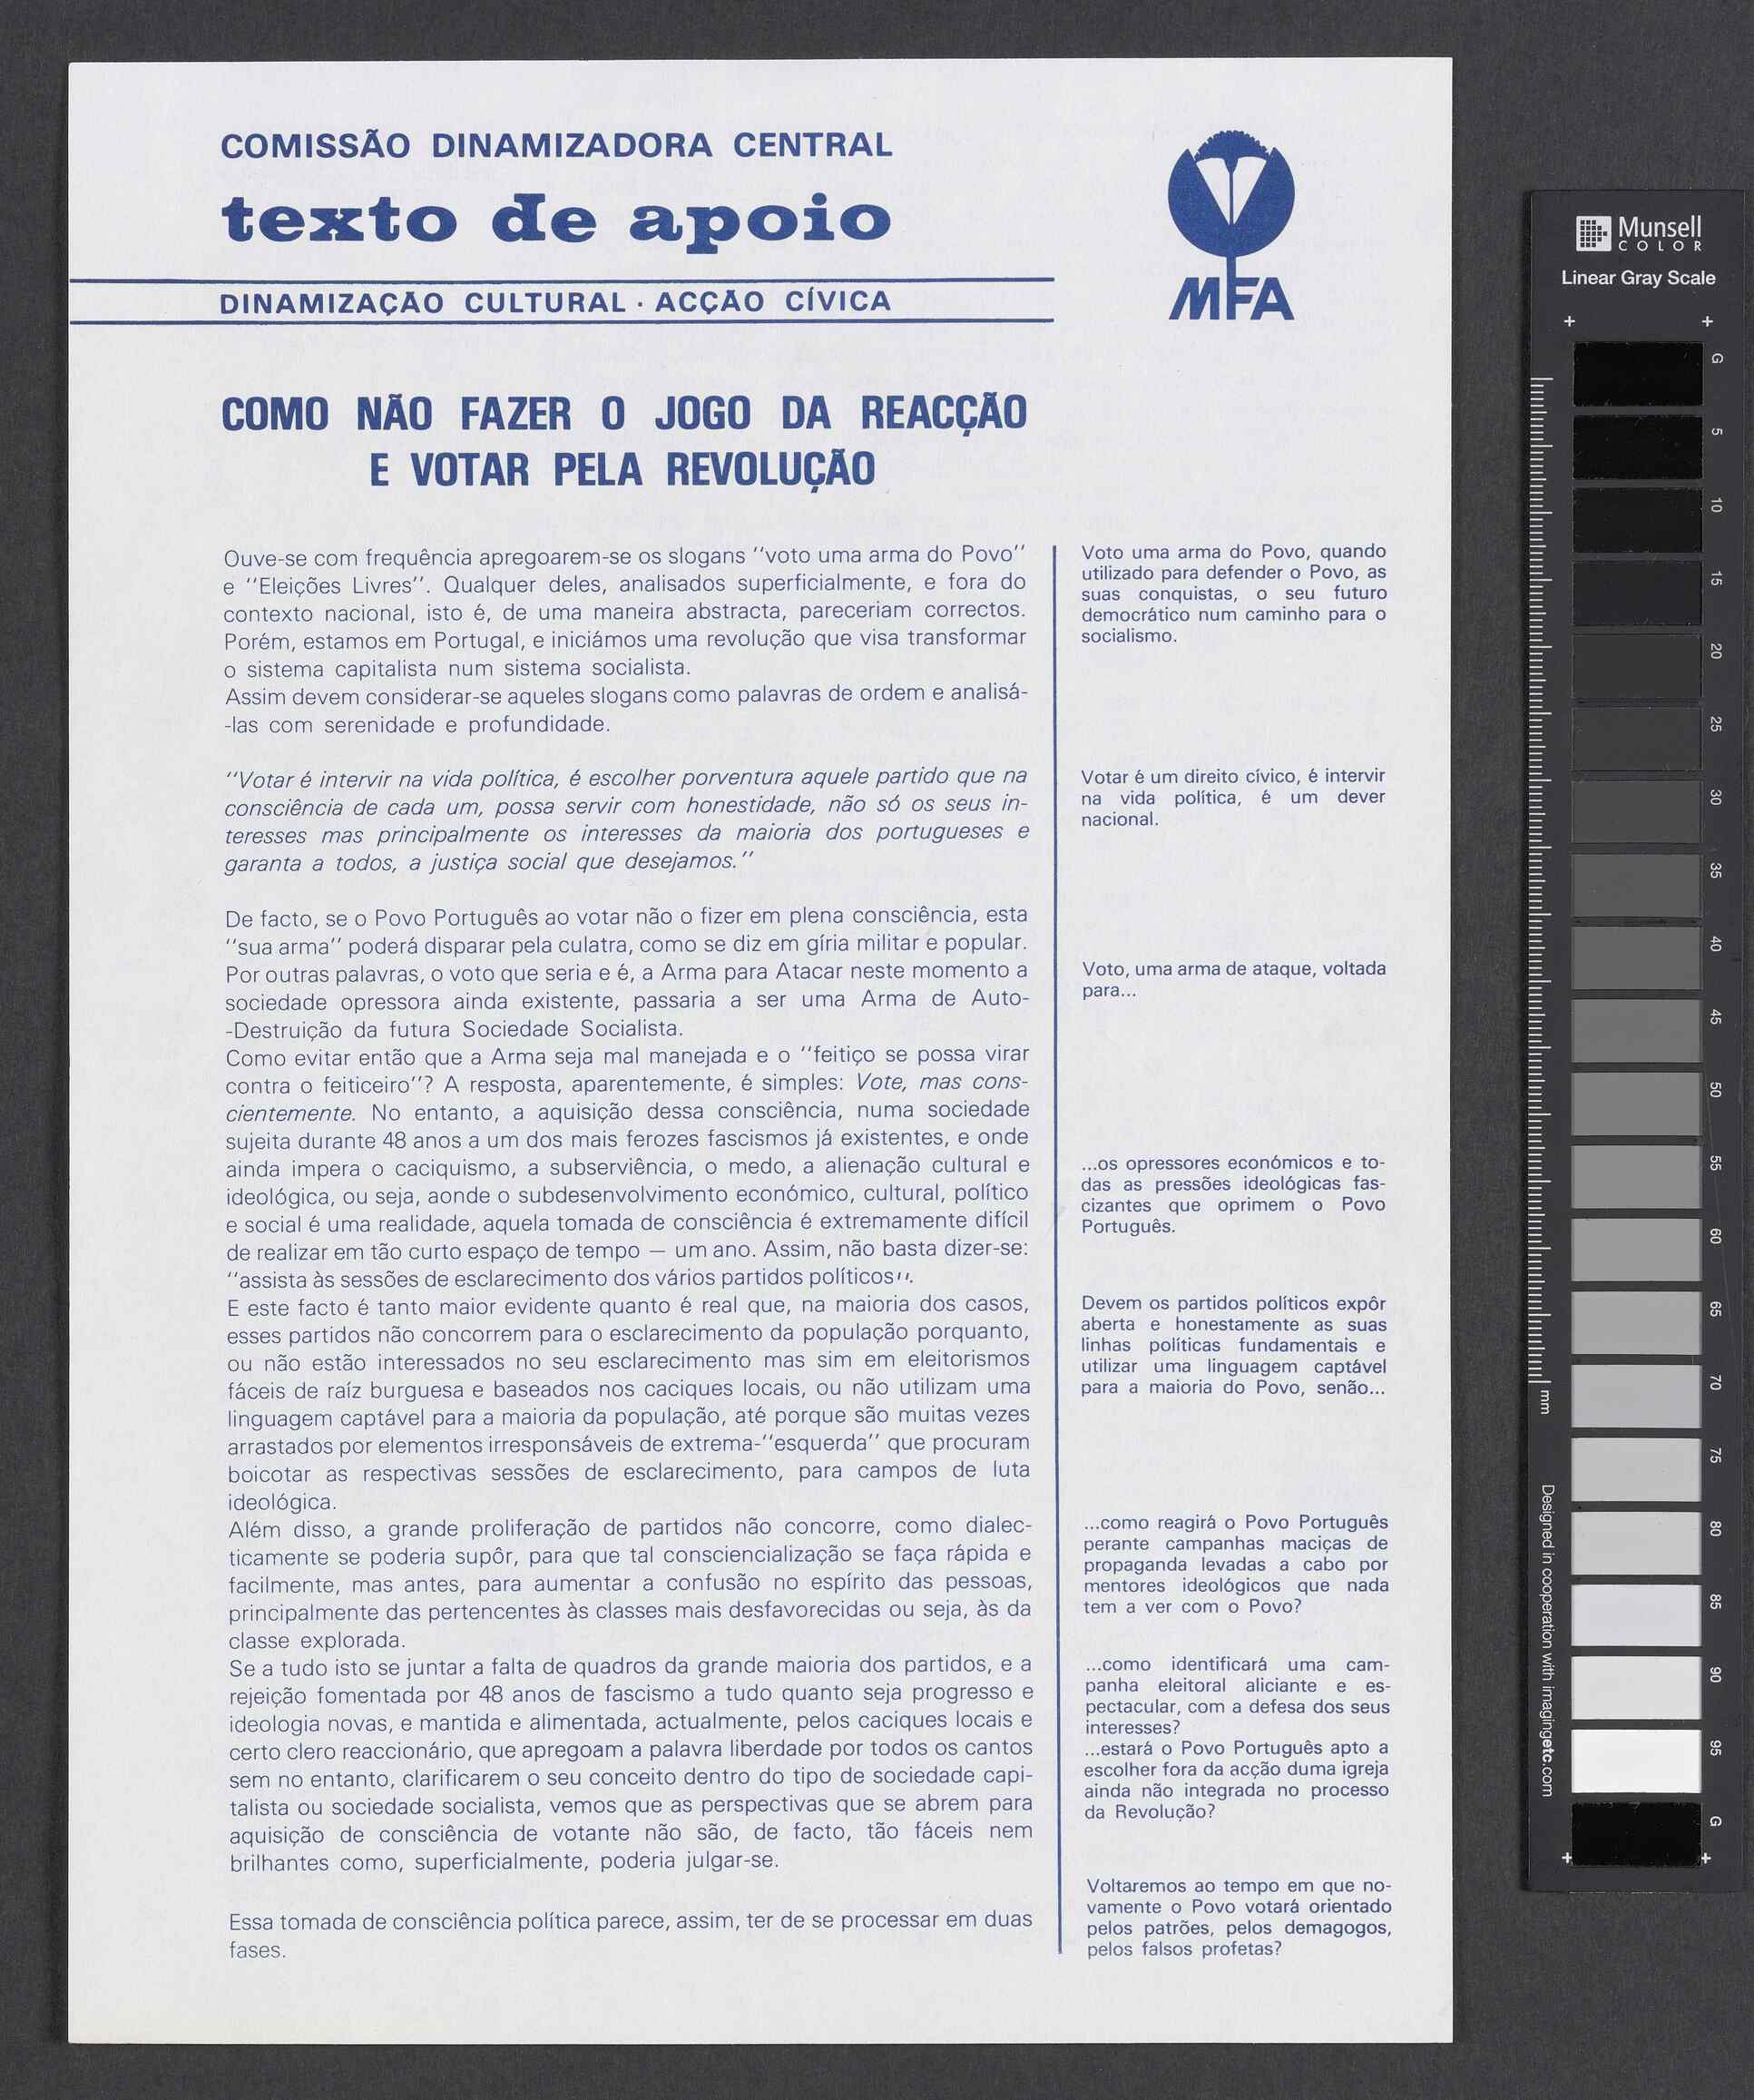 COMISSÃO DINAMIZADORA CENTRAL
texto de apoio
DINAMIZAÇÃO CULTURAL · ACÇÃO CÍVICA
MFA
COMO NÃO FAZER O JOGO DA REACÇÃO
E VOTAR PELA REVOLUÇÃO
Ouve-se com frequência apregoarem-se os slogans ''voto uma arma do Povo''
e ''Eleições Livres''. Qualquer deles, analisados superficialmente, e fora do
contexto nacional, isto é, de uma maneira abstracta, pareceriam correctos.
Porém, estamos em Portugal, e iniciámos uma revolução que visa transformar
o sistema capitalista num sistema socialista.
Assim devem considerar-se aqueles slogans como palavras de ordem e analisá-
-las com serenidade e profundidade.
''Votar é intervir na vida política, é escolher porventura aquele partido que na
consciência de cada um, possa servir com honestidade, não só os seus in-
teresses mas principalmente os interesses da maioria dos portugueses e
garanta a todos, a justiça social que desejamos.''
De facto, se o Povo Português ao votar não o fizer em plena consciência, esta
''sua arma'' poderá disparar pela culatra, como se diz em gíria militar e popular.
Por outras palavras, o voto que seria e é, a Arma para Atacar neste momento a
sociedade opressora ainda existente, passaria a ser uma Arma de Auto-
-Destruição da futura Sociedade Socialista.
Como evitar então que a Arma seja mal manejada e o ''feitiço se possa virar
contra o feiticeiro''? A resposta, aparentemente, é simples: Vote, mas cons-
cientemente. No entanto, a aquisição dessa consciência, numa sociedade
sujeita durante 48 anos a um dos mais ferozes fascismos já existentes, e onde
ainda impera o caciquismo, a subserviência, o medo, a alienação cultural e
ideológica, ou seja, aonde o subdesenvolvimento económico, cultural, político
e social é uma realidade, aquela tomada de consciência é extremamente difícil
de realizar em tão curto espaço de tempo — um ano. Assim, não basta dizer-se:
''assista às sessões de esclarecimento dos vários partidos políticos''.
E este facto é tanto maior evidente quanto é real que, na maioria dos casos,
esses partidos não concorrem para o esclarecimento da população porquanto,
ou não estão interessados no seu esclarecimento mas sim em eleitorismos
fáceis de raíz burguesa e baseados nos caciques locais, ou não utilizam uma
linguagem captável para a maioria da população, até porque são muitas vezes
arrastados por elementos irresponsáveis de extrema-''esquerda'' que procuram
boicotar as respectivas sessões de esclarecimento, para campos de luta
ideológica.
Além disso, a grande proliferação de partidos não concorre, como dialec-
ticamente se poderia supôr, para que tal consciencialização se faça rápida e
facilmente, mas antes, para aumentar a confusão no espírito das pessoas,
principalmente das pertencentes às classes mais desfavorecidas ou seja, às da
classe explorada.
Se a tudo isto se juntar a falta de quadros da grande maioria dos partidos, e a
rejeição fomentada por 48 anos de fascismo a tudo quanto seja progresso e
ideologia novas, e mantida e alimentada, actualmente, pelos caciques locais e
certo clero reaccionário, que apregoam a palavra liberdade por todos os cantos
sem no entanto, clarificarem o seu conceito dentro do tipo de sociedade capi-
talista ou sociedade socialista, vemos que as perspectivas que se abrem para
aquisição de consciência de votante não são, de facto, tão fáceis nem
brilhantes como, superficialmente, poderia julgar-se.
Essa tomada de consciência política parece, assim, ter de se processar em duas
fases.
Voto uma arma do Povo, quando
utilizado para defender o Povo, as
suas conquistas, o seu futuro
democrático num caminho para o
socialismo.
Votar é um direito cívico, é intervir
na vida política, é um dever
nacional.
Voto, uma arma de ataque, voltada
para...
...os opressores económicos e to-
das as pressões ideológicas fas-
cizantes que oprimem o Povo
Português.
Devem os partidos políticos expôr
aberta e honestamente as suas
linhas políticas fundamentais e
utilizar uma linguagem captável
para a maioria do Povo, senão...
...como reagirá o Povo Português
perante campanhas maciças de
propaganda levadas a cabo por
mentores ideológicos que nada
tem a ver com o Povo?
...como identificará uma cam-
panha eleitoral aliciante e es-
pectacular, com a defesa dos seus
interesses?
...estará o Povo Português apto a
escolher fora da acção duma igreja
ainda não integrada no processo
da Revolução?
Voltaremos ao tempo em que no-
vamente o Povo votará orientado
pelos patrões, pelos demagogos,
pelos falsos profetas?
Munsell
COLOR
Linear Gray Scale
+ +
G
5
10
15
20
25
30
35
40
45
50
55
60
65
70
75
80
85
90
95
G
+ +
mm
Designed in cooperation with imagingetc.com